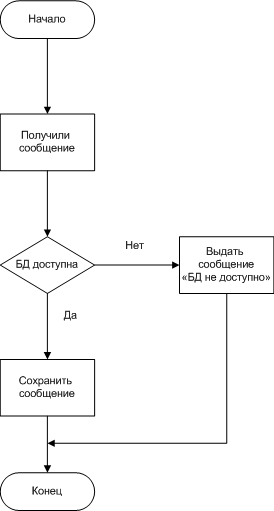 Начало
Получили
сообщение
БД доступна
Нет
Выдать
сообщение
«БД не доступно»
Да
Сохранить
сообщение
Конец